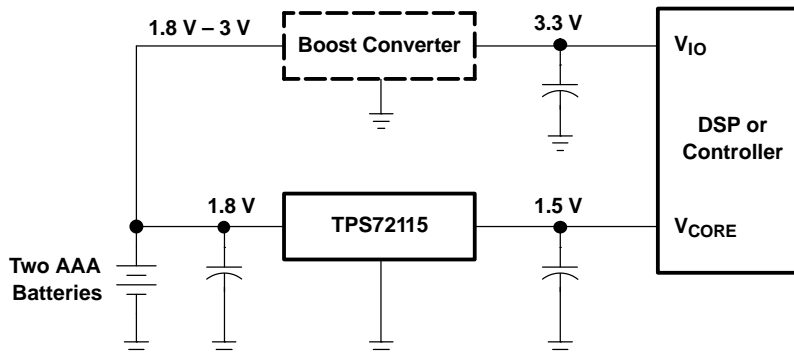 1.8 V – 3 V
Boost Converter
3.3 V
VIO
DSP or
Controller
1.8 V
TPS72115
1.5 V
VCORE
Two AAA
Batteries